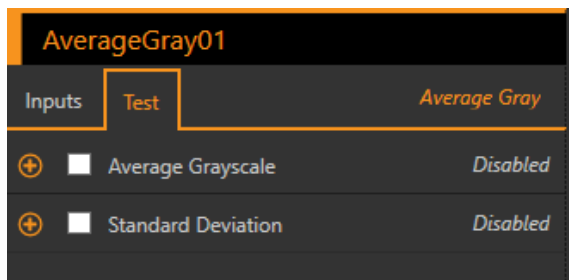 AverageGray01
Inputs Test Average Gray
Average Grayscale Disabled
Standard Deviation Disabled